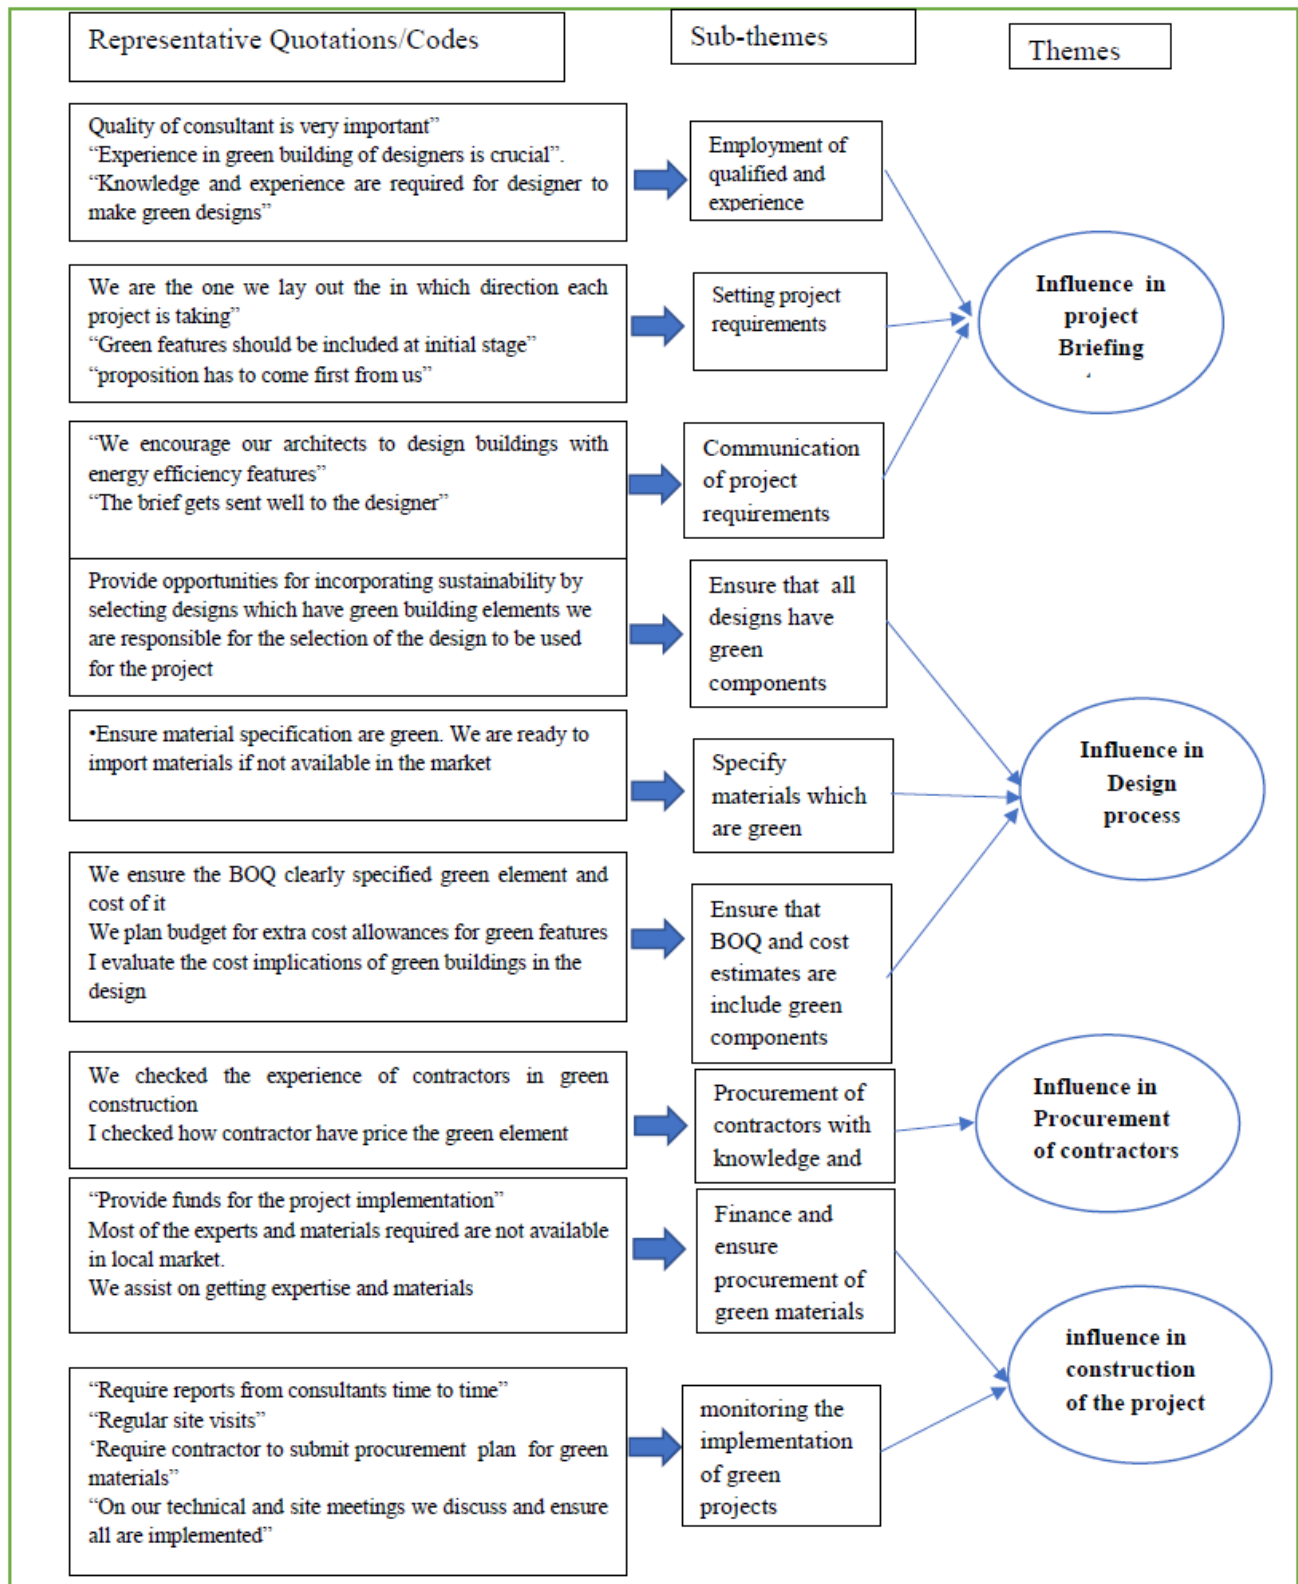 Representative Quotations/Codes
Sub-themes
Themes
Quality of consultant is very important”
“Experience in green building of designers is crucial”.
“Knowledge and experience are required for designer to
make green designs”
Employment of
qualified and
experience
We are the one we lay out the in which direction each
project is taking”
“Green features should be included at initial stage”
“proposition has to come first from us”
Setting project
requirements
Influence in
project
Briefing
“We encourage our architects to design buildings with
energy efficiency features”
“The brief gets sent well to the designer”
Communication
of project
requirements
Provide opportunities for incorporating sustainability by
selecting designs which have green building elements we
are responsible for the selection of the design to be used
for the project
Ensure that all
designs have
green
components
•Ensure material specification are green. We are ready to
import materials if not available in the market
Specify
materials which
are green
Influence in
Design
process
We ensure the BOQ clearly specified green element and
cost of it
We plan budget for extra cost allowances for green features
I evaluate the cost implications of green buildings in the
design
Ensure that
BOQ and cost
estimates are
include green
components
We checked the experience of contractors in green
construction
I checked how contractor have price the green element
Procurement of
contractors with
knowledge and
Influence in
Procurement
of contractors
“Provide funds for the project implementation”
Most of the experts and materials required are not available
in local market.
We assist on getting expertise and materials
Finance and
ensure
procurement of
green materials
influence in
construction
of the project
“Require reports from consultants time to time”
“Regular site visits”
‘Require contractor to submit procurement plan for green
materials”
“On our technical and site meetings we discuss and ensure
all are implemented”
monitoring the
implementation
of green
projects